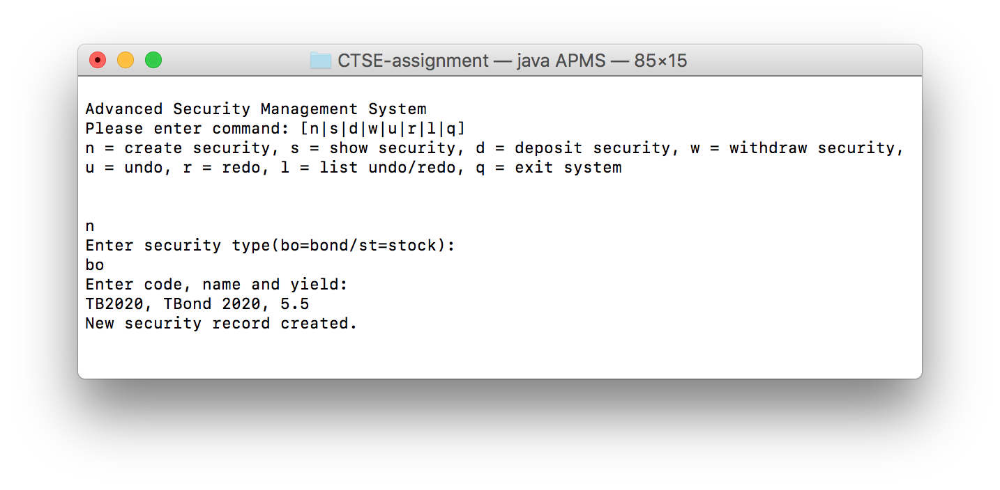 CTSE-assignment — java APMS — 85×15
Advanced Security Management System
Please enter command: [n|s|d|w|u|r|l|q]
n = create security, s = show security, d = deposit security, w = withdraw security,
u = undo, r = redo, l = list undo/redo, q = exit system
n
Enter security type(bo=bond/st=stock):
bo
Enter code, name and yield:
TB2020, TBond 2020, 5.5
New security record created.